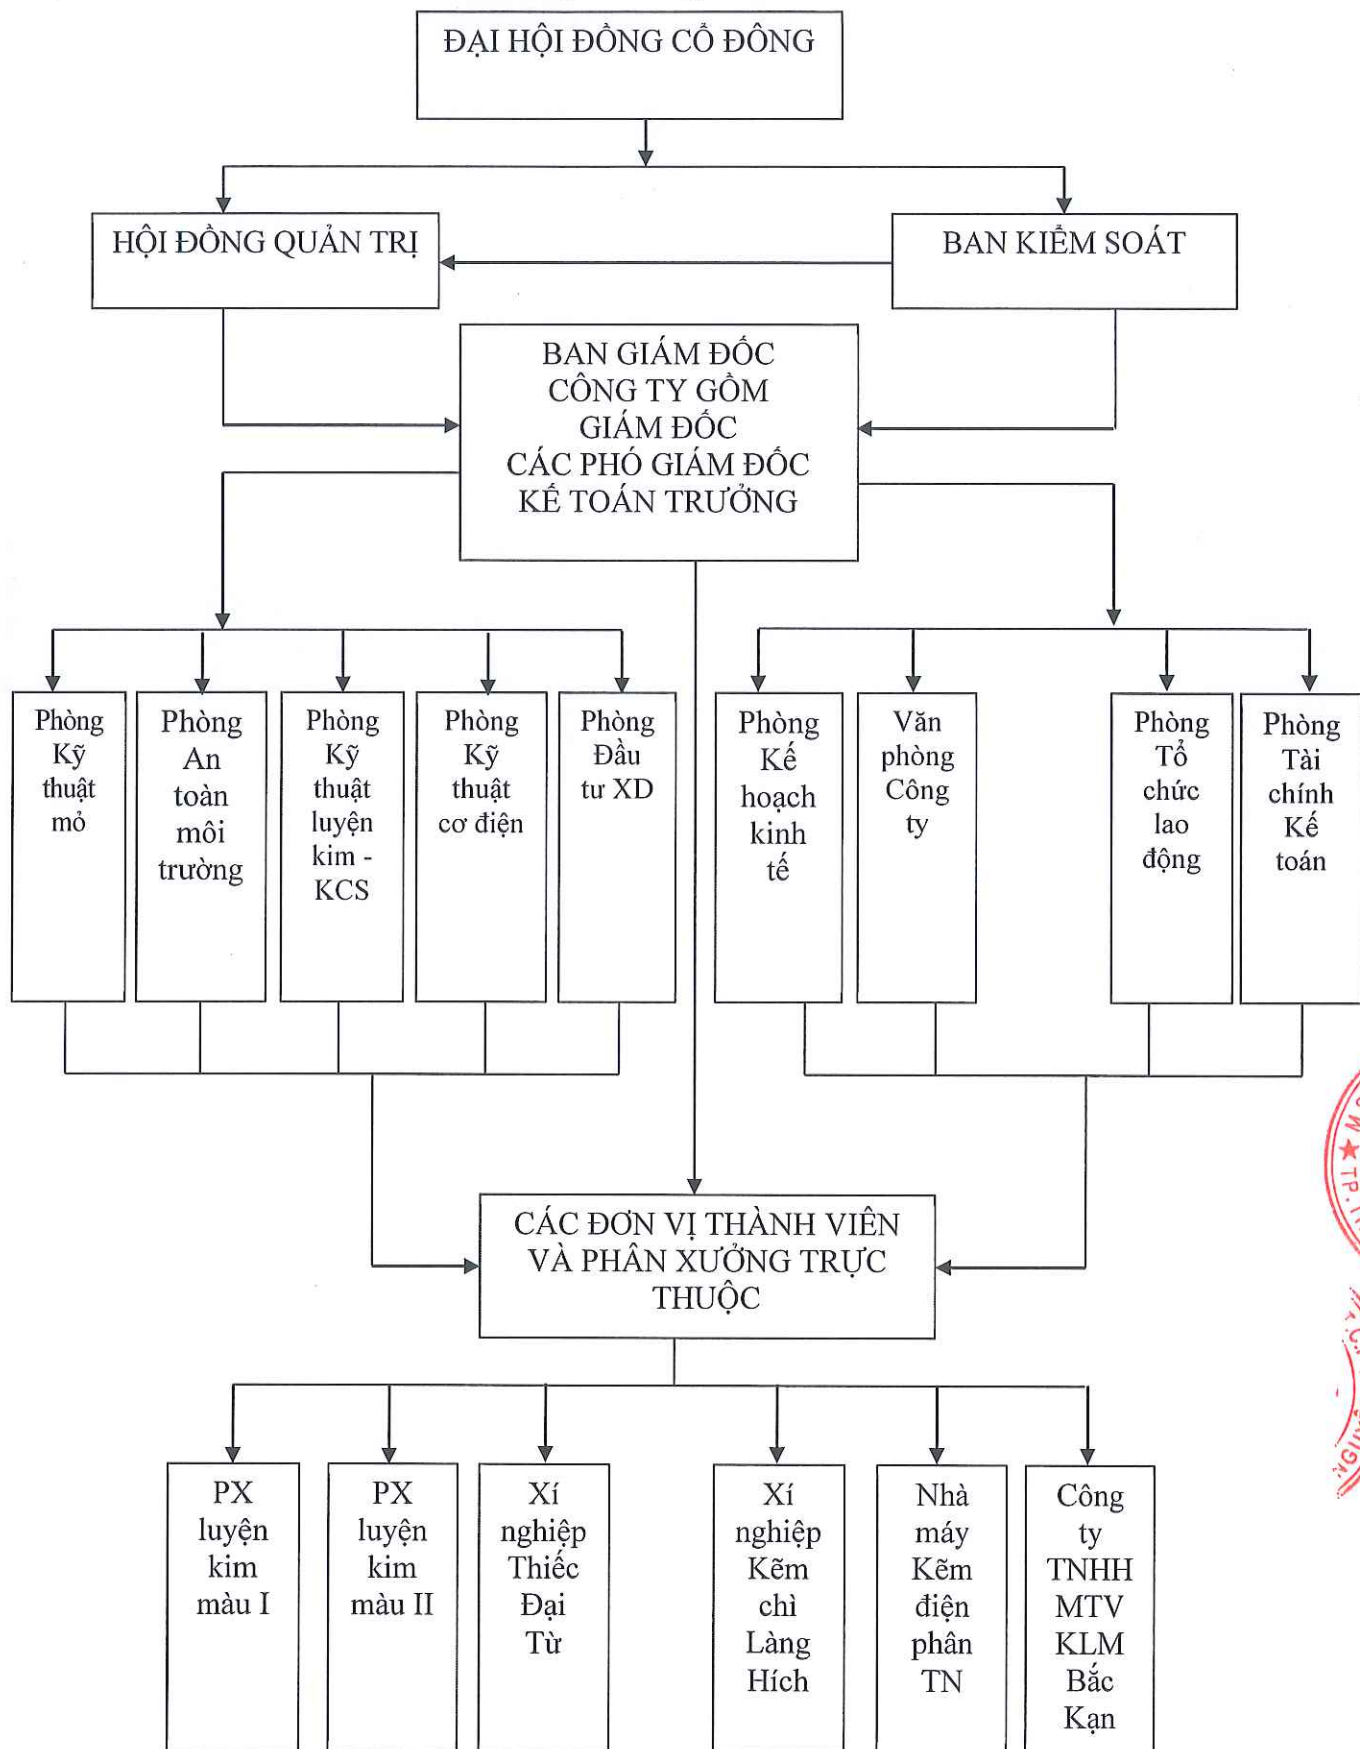 ĐẠI HỘI ĐỒNG CỔ ĐÔNG
HỘI ĐỒNG QUẢN TRỊ
BAN KIỂM SOÁT
BAN GIÁM ĐỐC
CÔNG TY GỒM
GIÁM ĐỐC
CÁC PHÓ GIÁM ĐỐC
KẾ TOÁN TRƯỞNG
Phòng
Kỹ
thuật
mỏ
Phòng
An
toàn
môi
trường
Phòng
Kỹ
thuật
luyện
kim -
KCS
Phòng
Kỹ
thuật
cơ điện
Phòng
Đầu
tư XD
Phòng
Kế
hoạch
kinh
tế
Văn
phòng
Công
ty
Phòng
Tổ
chức
lao
động
Phòng
Tài
chính
Kế
toán
CÁC ĐƠN VỊ THÀNH VIÊN
VÀ PHÂN XƯỞNG TRỰC
THUỘC
PX
luyện
kim
màu I
PX
luyện
kim
màu II
Xí
nghiệp
Thiếc
Đại
Từ
Xí
nghiệp
Kẽm
chì
Làng
Hích
Nhà
máy
Kẽm
điện
phân
TN
Công
ty
TNHH
MTV
KLM
Bắc
Kạn
TP.